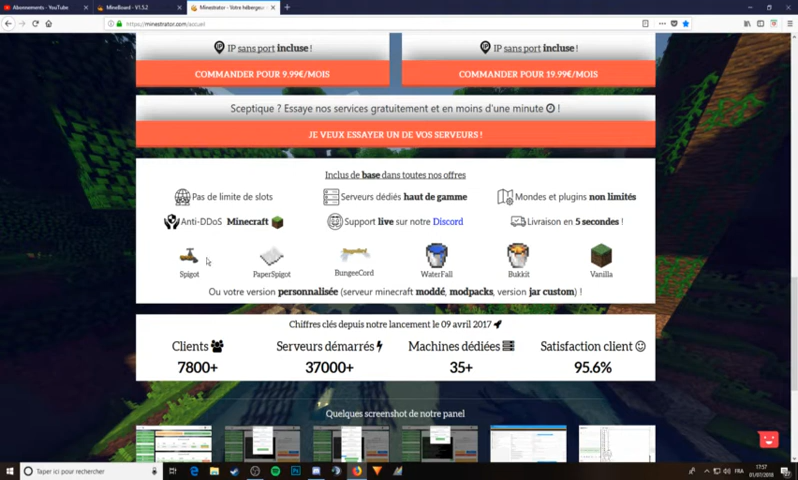 Abonnements - YouTube
MineBoard - V1.5.2
Minestrator - Votre hébergeur
https://minestrator.com/accueil
IP sans port incluse !
IP sans port incluse !
COMMANDER POUR 9.99€/MOIS
COMMANDER POUR 19.99€/MOIS
Sceptique ? Essaye nos services gratuitement et en moins d'une minute !
JE VEUX ESSAYER UN DE VOS SERVEURS !
Inclus de base dans toutes nos offres
Pas de limite de slots
Serveurs dédiés haut de gamme
Mondes et plugins non limités
Anti-DDoS Minecraft
Support live sur notre Discord
Livraison en 5 secondes !
Spigot
PaperSpigot
BungeeCord
WaterFall
Bukkit
Vanilla
Ou votre version personnalisée (serveur minecraft moddé, modpacks, version jar custom) !
Chiffres clés depuis notre lancement le 09 avril 2017
Clients
Serveurs démarrés
Machines dédiées
Satisfaction client
7800+
37000+
35+
95.6%
Quelques screenshot de notre panel
Taper ici pour rechercher
FRA
17:57
01/07/2018